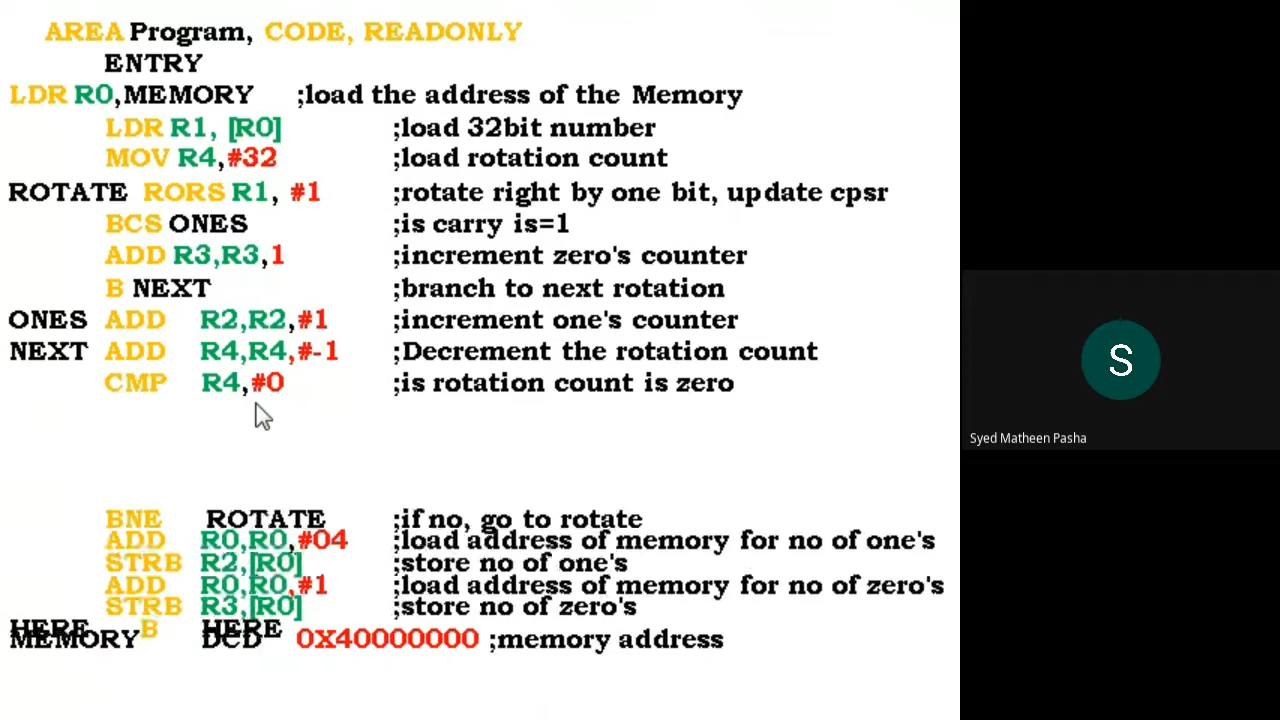 AREA Program, CODE, READONLY
ENTRY
LDR R0,MEMORY ;load the address of the Memory
LDR R1, [R0] ;load 32bit number
MOV R4,#32 ;load rotation count
ROTATE RORS R1, #1 ;rotate right by one bit, update cpsr
BCS ONES ;is carry is=1
ADD R3,R3,1 ;increment zero's counter
B NEXT ;branch to next rotation
ONES ADD R2,R2,#1 ;increment one's counter
NEXT ADD R4,R4,#-1 ;Decrement the rotation count
CMP R4,#0 ;is rotation count is zero
BNE ROTATE ;if no, go to rotate
ADD R0,R0,#04 ;load address of memory for no of one's
STRB R2,[R0] ;store no of one's
ADD R0,R0,#1 ;load address of memory for no of zero's
STRB R3,[R0] ;store no of zero's
HERE B HERE
MEMORY DCD 0X40000000 ;memory address
S
Syed Matheen Pasha